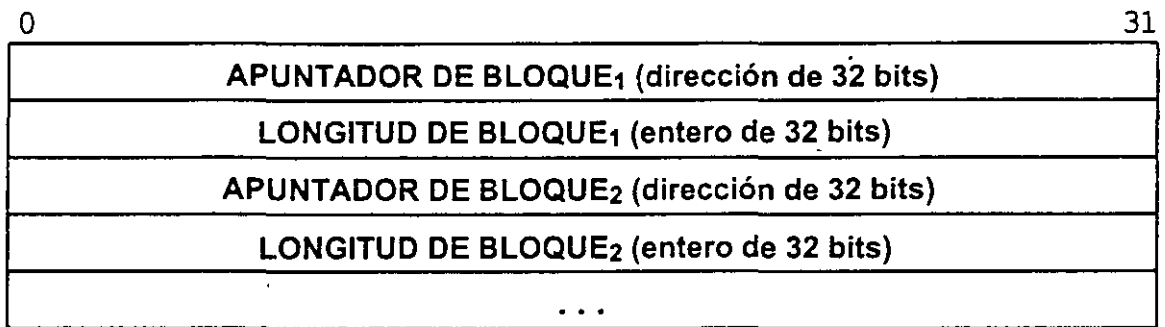 0 31
APUNTADOR DE BLOQUE₁ (dirección de 32 bits)
LONGITUD DE BLOQUE₁ (entero de 32 bits)
APUNTADOR DE BLOQUE₂ (dirección de 32 bits)
LONGITUD DE BLOQUE₂ (entero de 32 bits)
. . .